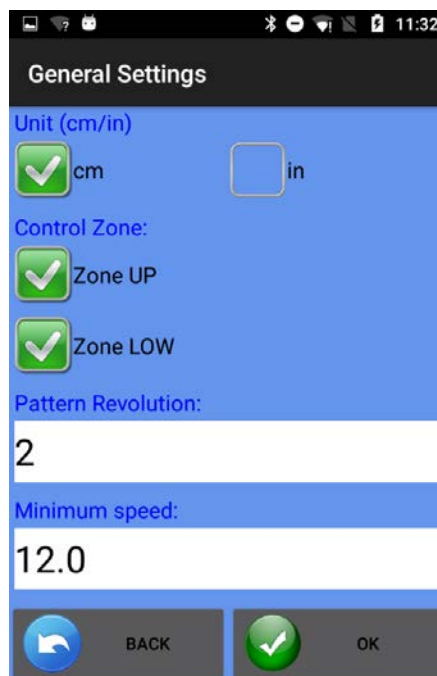 11:32
General Settings
Unit (cm/in)
cm in
Control Zone:
Zone UP
Zone LOW
Pattern Revolution:
2
Minimum speed:
12.0
BACK OK